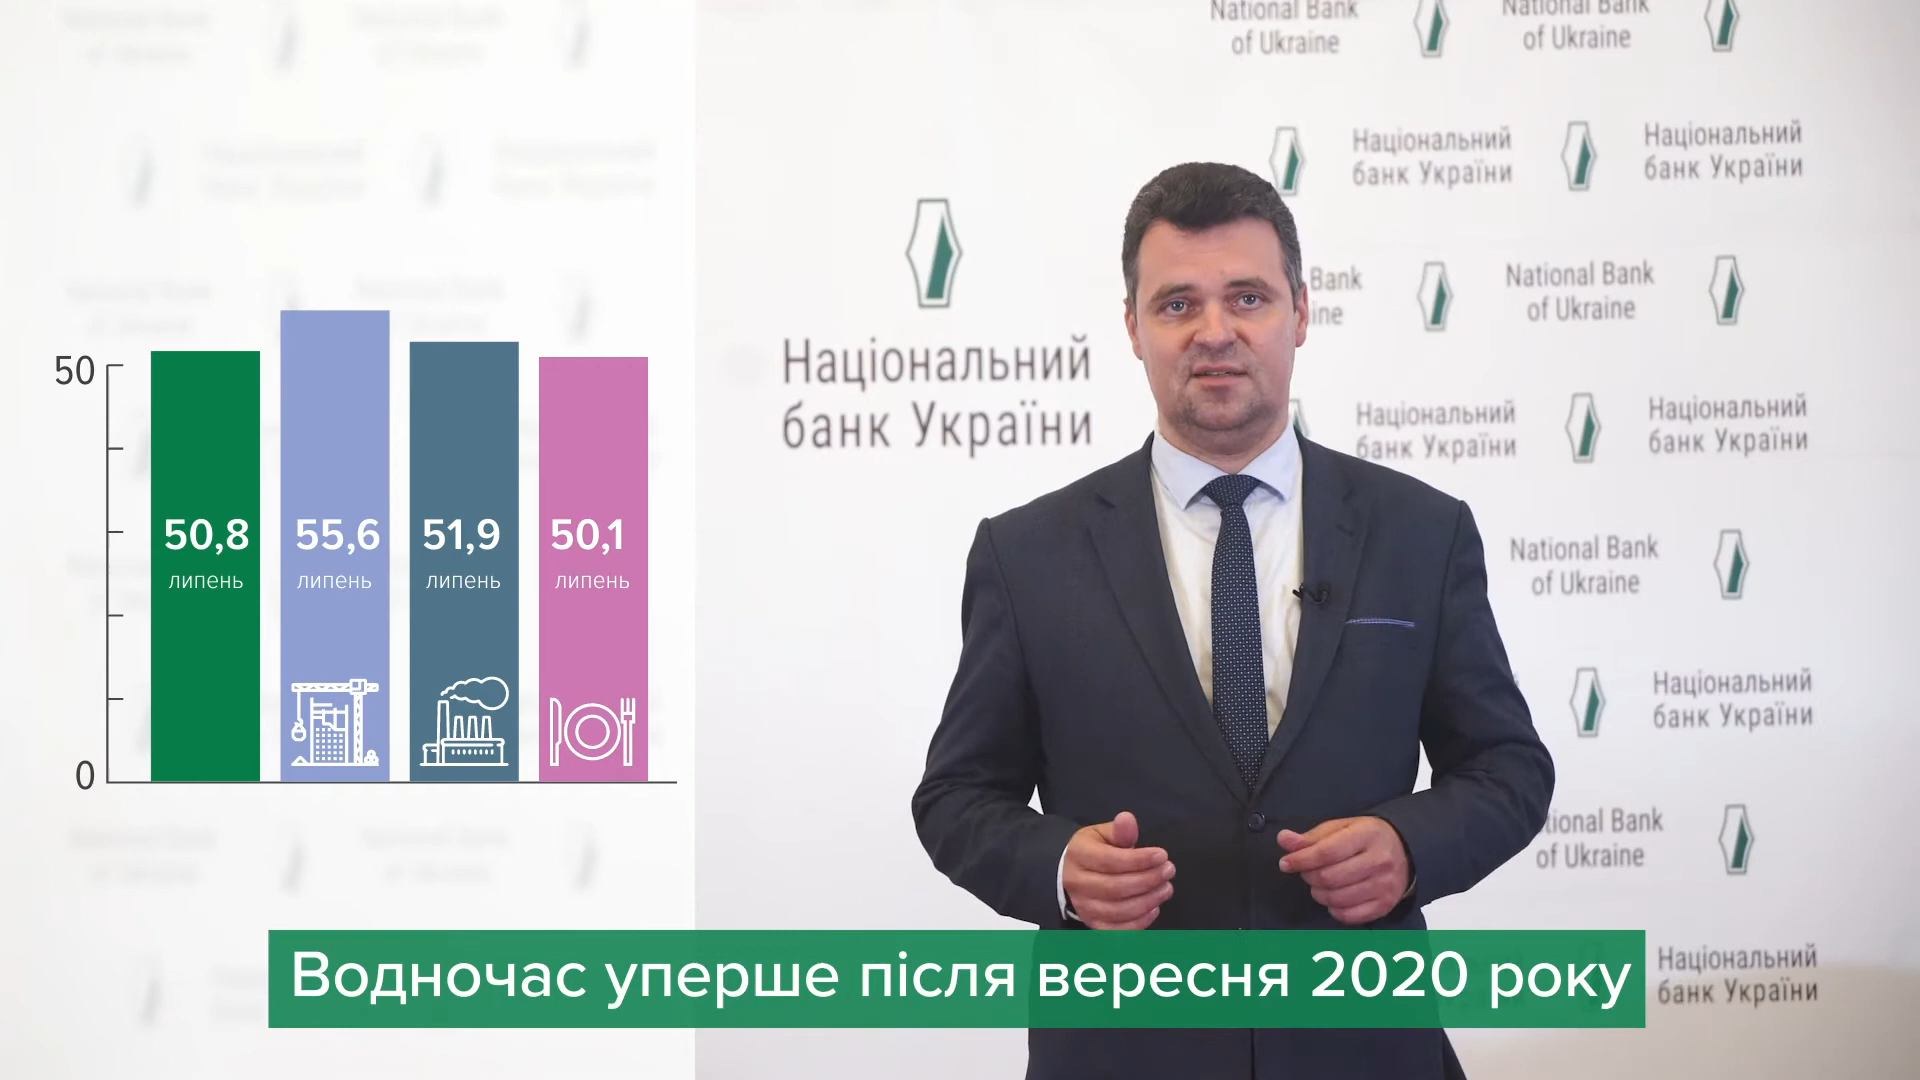 50
0
50,8
липень
55,6
липень
51,9
липень
50,1
липень
Національний
банк України
National Bank
of Ukraine
National Bank
of Ukraine
Національний
банк України
Національний
банк України
Bank
ine
National Bank
of Ukraine
Національний
банк України
Національний
банк України
National Bank
of Ukraine
Національний
банк України
tional Bank
of Ukraine
Національний
банк України
Водночас уперше після вересня 2020 року